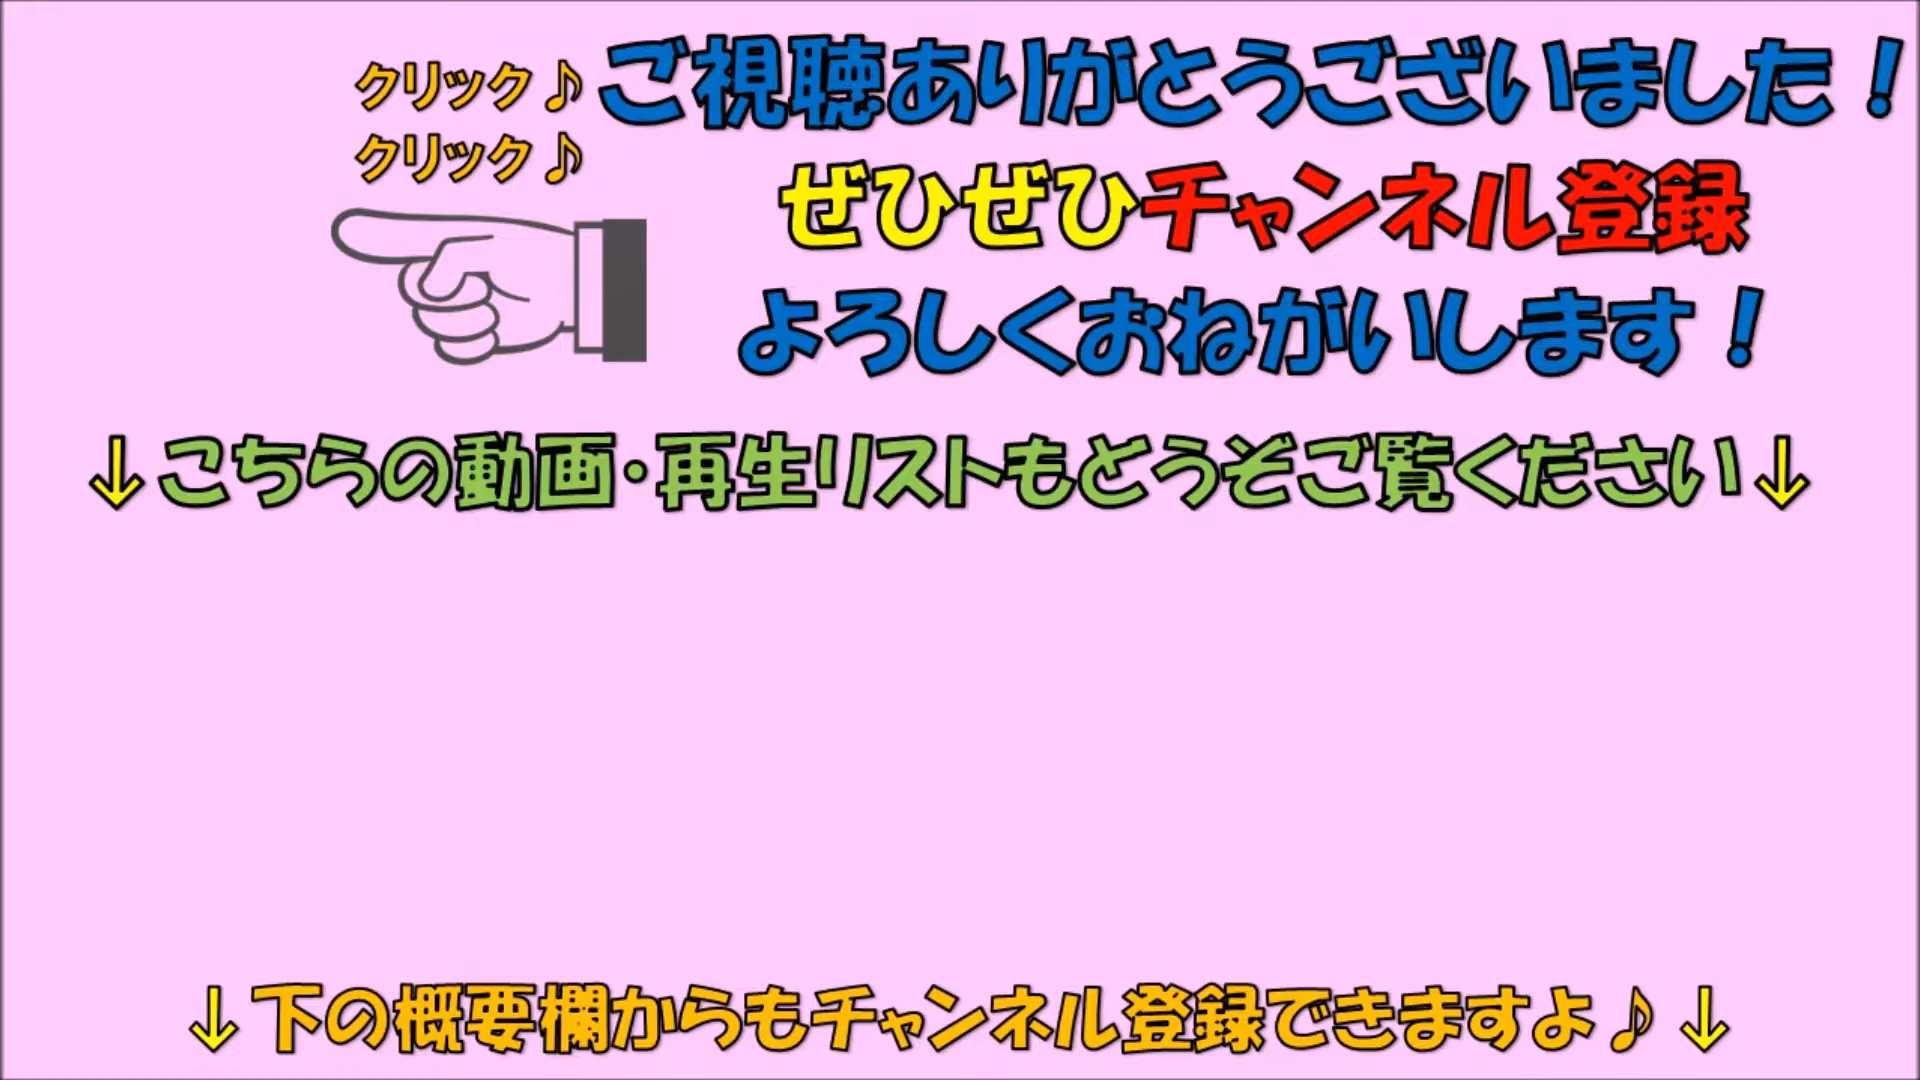 クリック♪
クリック♪
ご視聴ありがとうございました！
ぜひぜひチャンネル登録
よろしくおねがいします！
↓こちらの動画・再生リストもどうぞご覧ください↓
↓下の概要欄からもチャンネル登録できますよ♪↓